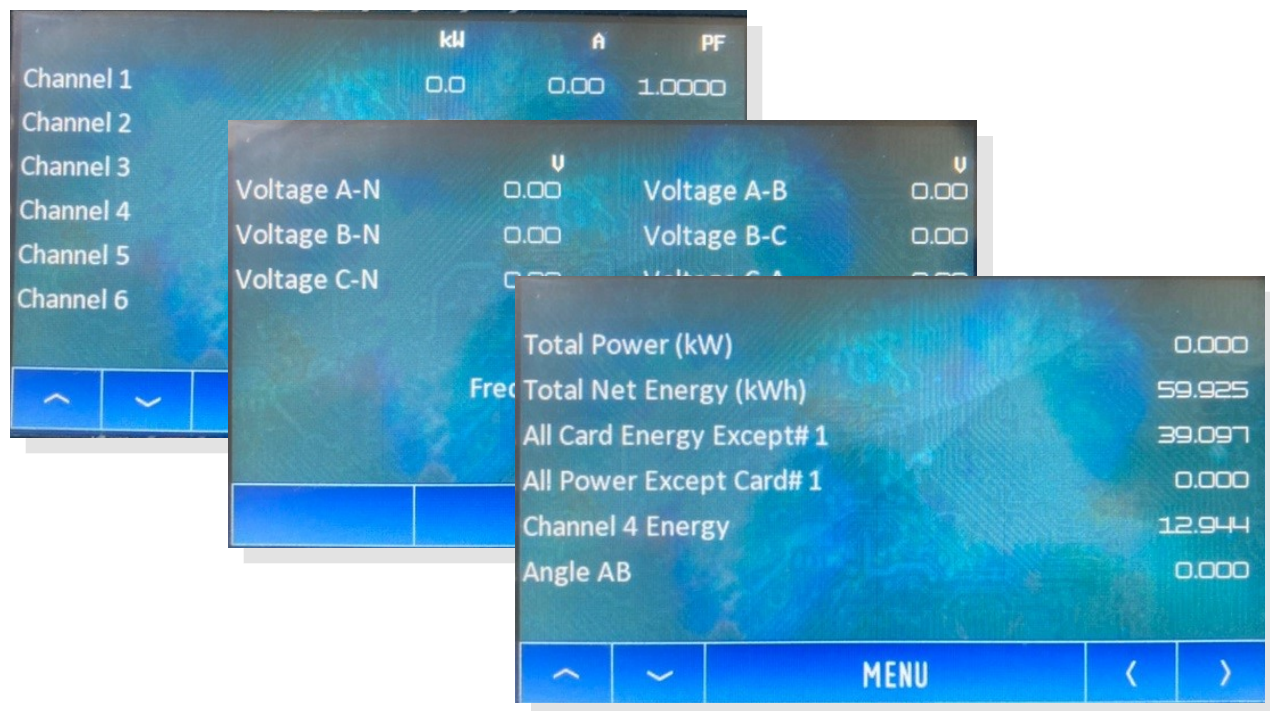 kW A PF
Channel 1 0.0 0.00 1.0000
Channel 2
Channel 3
Channel 4
Channel 5
Channel 6
V V
Voltage A-N 0.00 Voltage A-B 0.00
Voltage B-N 0.00 Voltage B-C 0.00
Voltage C-N
Total Power (kW) 0.000
Total Net Energy (kWh) 59.925
All Card Energy Except# 1 39.097
All Power Except Card# 1 0.000
Channel 4 Energy 12.944
Angle AB 0.000
MENU